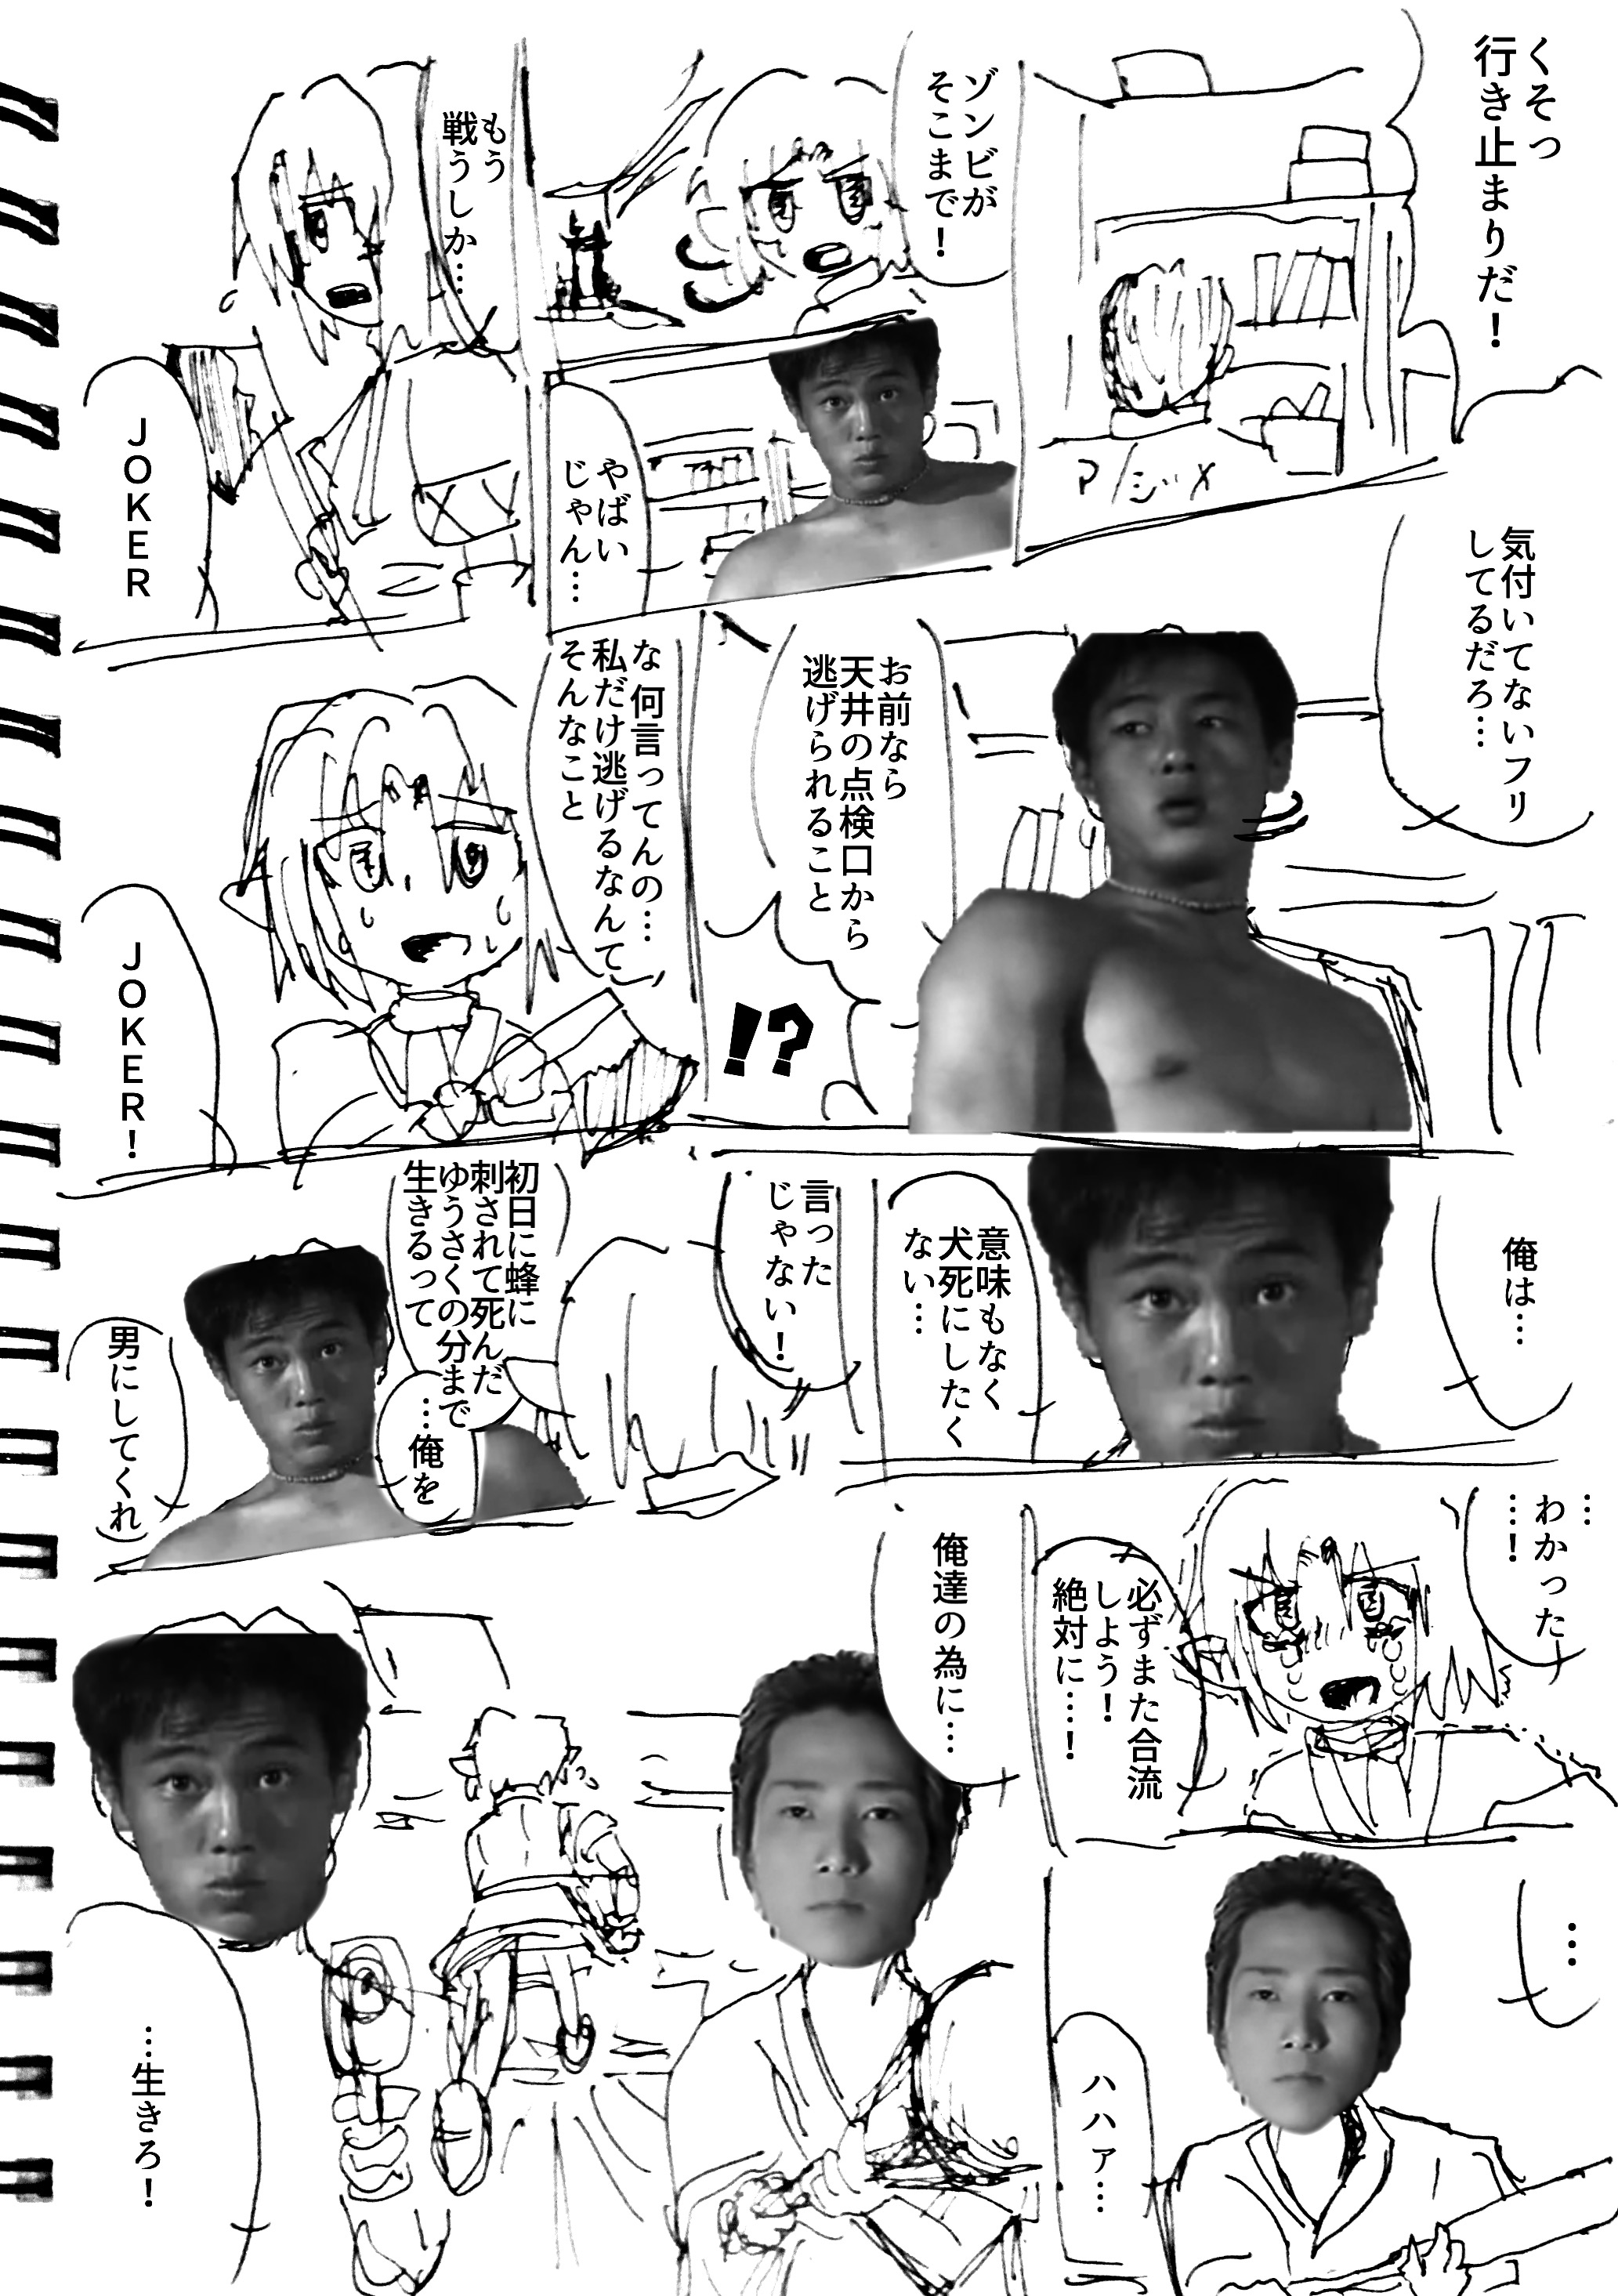 くそっ
行き止まりだ！
マジメ
ゾンビが
そこまで！
やばい
じゃん…
もう
戦うしか…
JOKER
気付いてないフリ
してるだろ…
お前なら
天井の点検口から
逃げられること
!?
な 何言ってんの…
私だけ逃げるなんて
そんなこと
JOKER！
俺は…
意味もなく
犬死にしたく
ない…
言った
じゃない！
初日に蜂に
刺されて死んだ
ゆうさくの分まで
生きるって
…俺を
男にしてくれ
…
わかった
…！
必ずまた合流
しよう！
絶対に…！
…
ハハァ…
俺達の為に…
…生きろ！